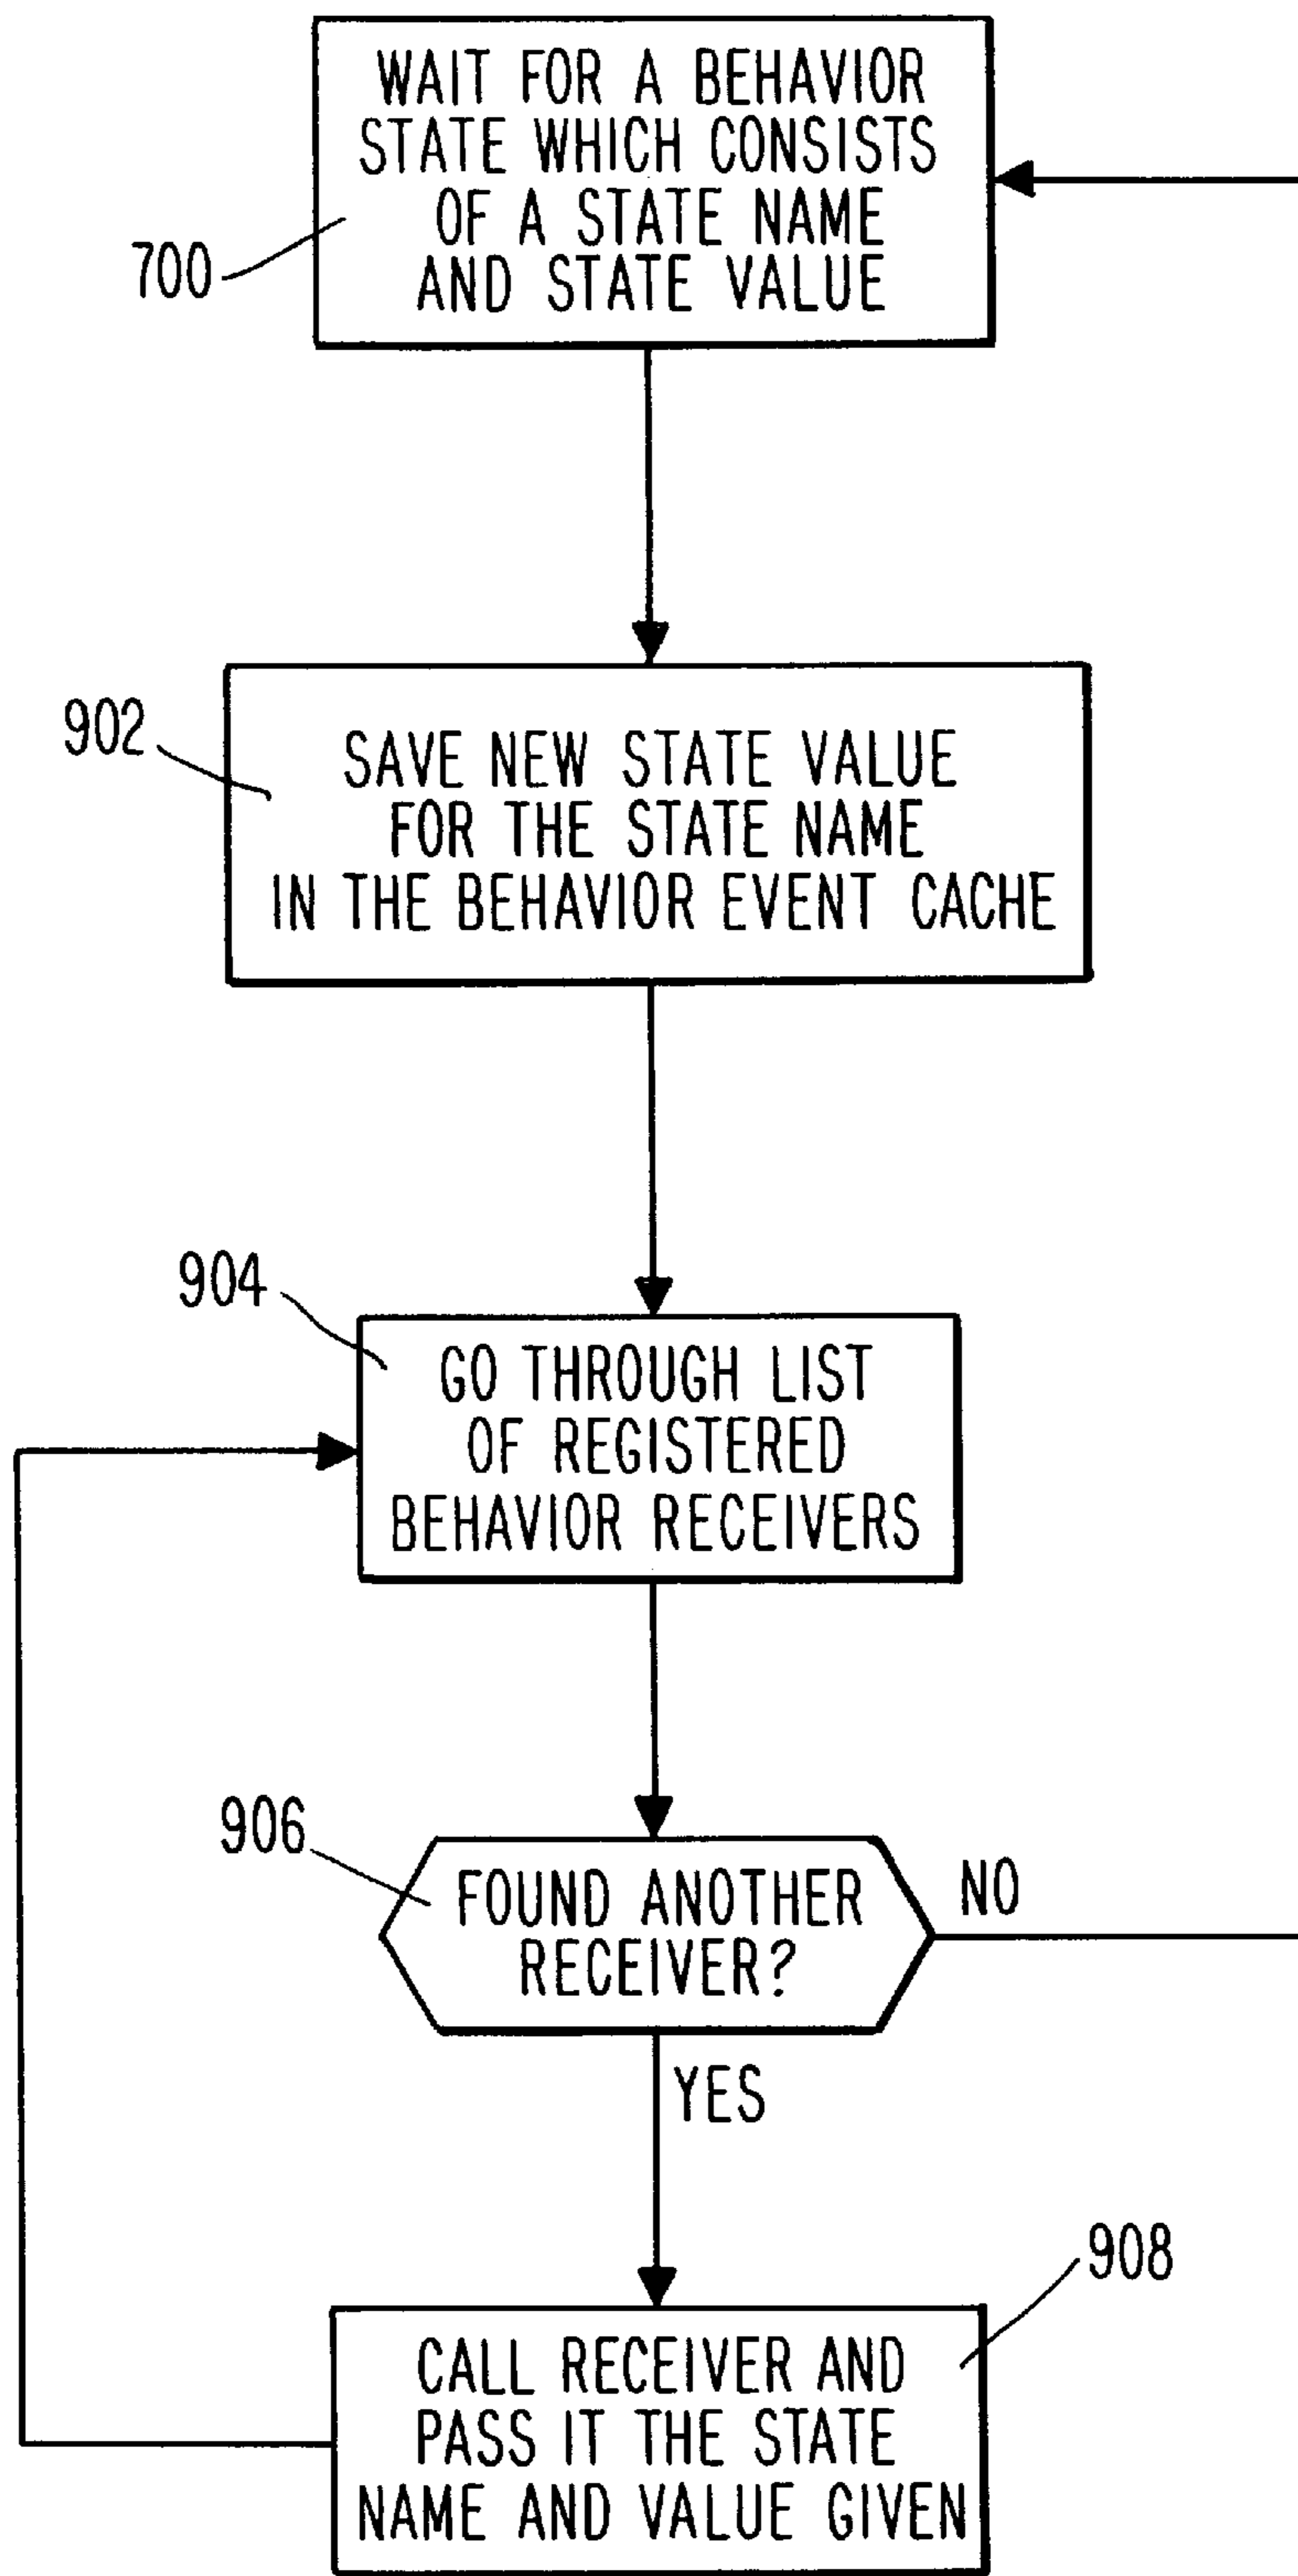 WAIT FOR A BEHAVIOR
STATE WHICH CONSISTS
OF A STATE NAME
AND STATE VALUE
700
902
SAVE NEW STATE VALUE
FOR THE STATE NAME
IN THE BEHAVIOR EVENT CACHE
904
GO THROUGH LIST
OF REGISTERED
BEHAVIOR RECEIVERS
906
FOUND ANOTHER
RECEIVER?
NO
YES
908
CALL RECEIVER AND
PASS IT THE STATE
NAME AND VALUE GIVEN